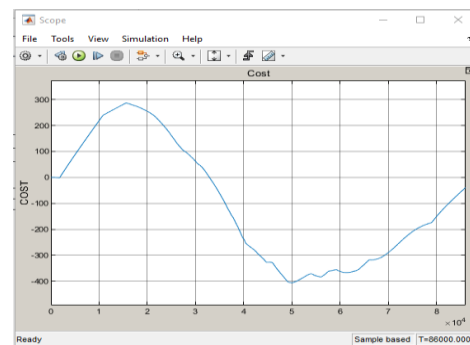 Scope
File Tools View Simulation Help
Cost
COST
300
200
100
0
-100
-200
-300
-400
0 1 2 3 4 5 6 7 8
×10⁴
Ready Sample based T=86000.000